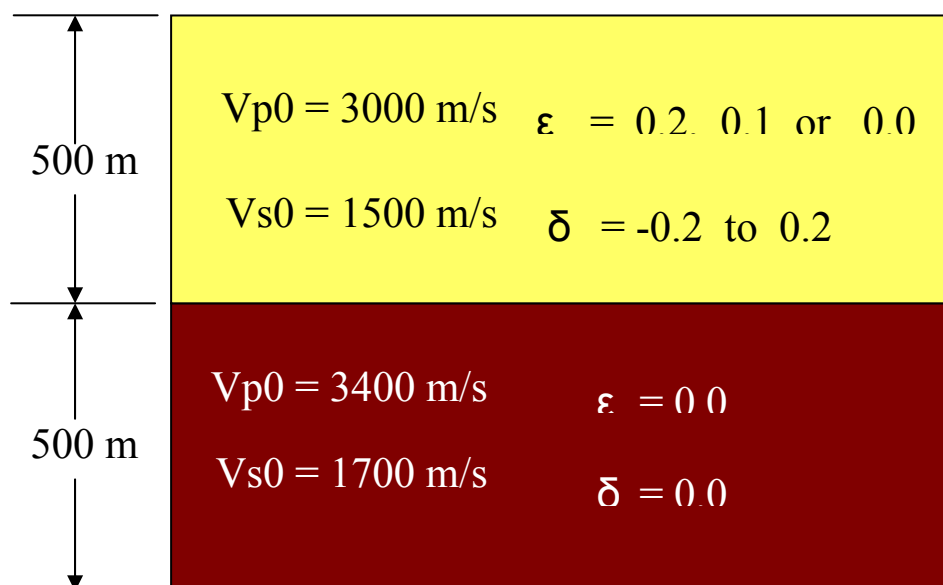 Vp0 = 3000 m/s ε = 0.2, 0.1 or 0.0
500 m
Vs0 = 1500 m/s δ = -0.2 to 0.2
Vp0 = 3400 m/s ε = 0.0
500 m
Vs0 = 1700 m/s δ = 0.0